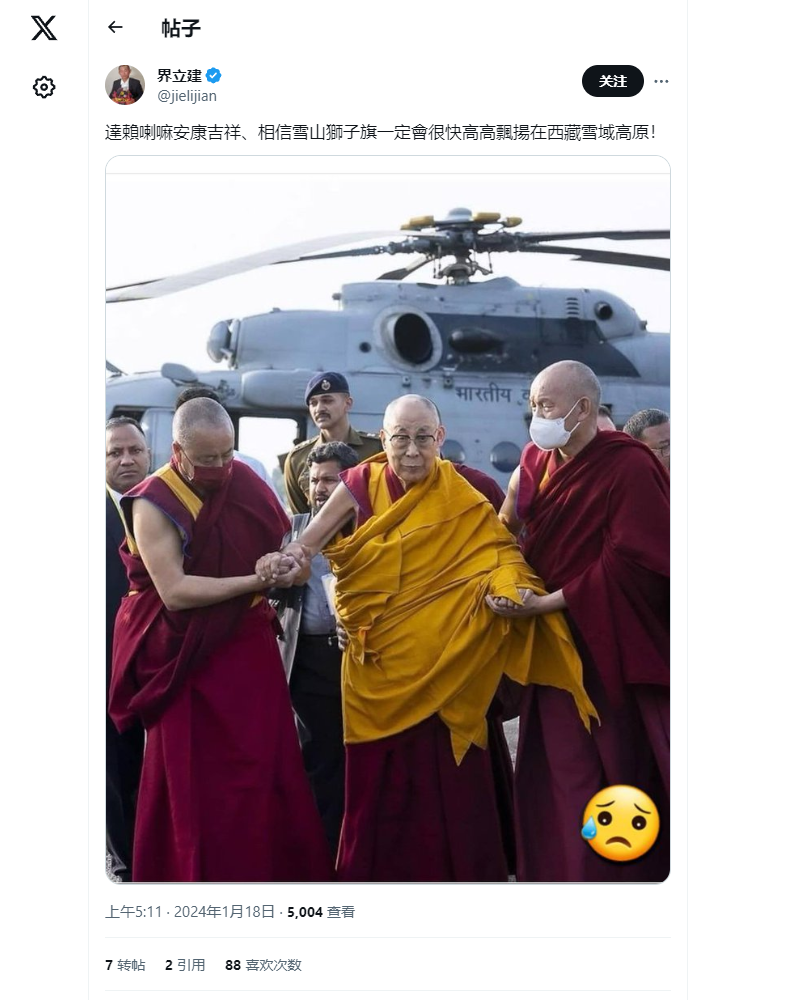 帖子
界立建
@jielijian
关注
達賴喇嘛安康吉祥、相信雪山獅子旗一定會很快高高飄揚在西藏雪域高原！
भारतीय
上午5:11 · 2024年1月18日 · 5,004 查看
7 转帖 2 引用 88 喜欢次数